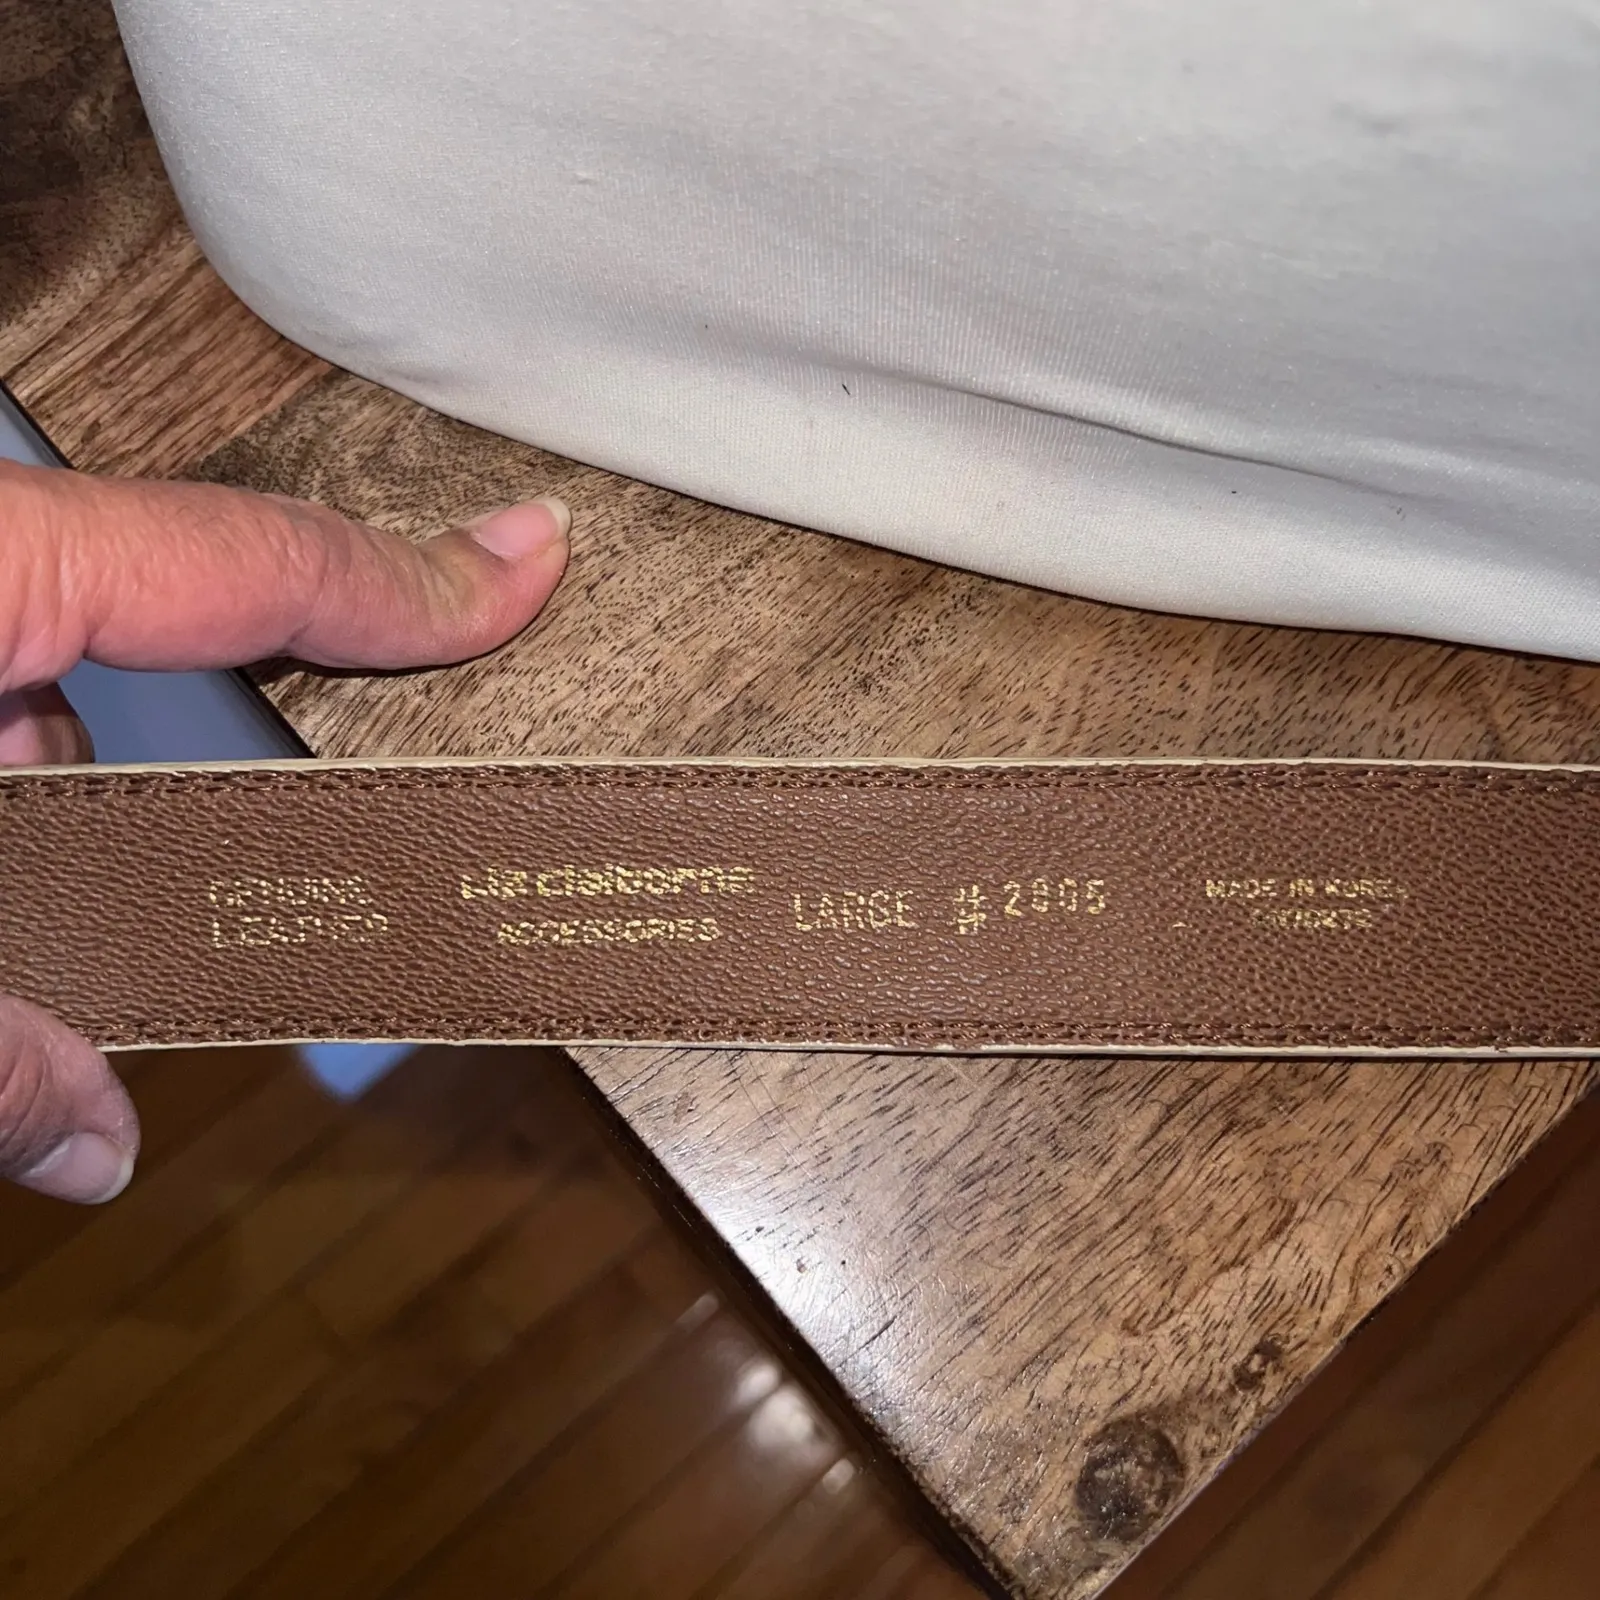 GENUINE
LEATHER
Liz claiborne
ACCESSORIES
LARGE # 2805
MADE IN KOREA